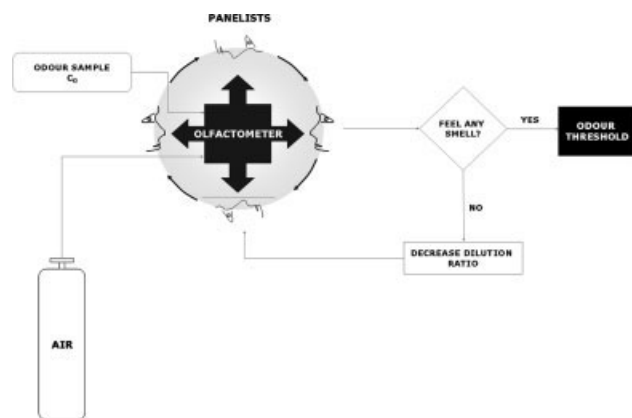 PANELISTS
ODOUR SAMPLE
C₀
OLFACTOMETER
FEEL ANY
SMELL?
YES
ODOUR
THRESHOLD
NO
DECREASE DILUTION
RATIO
AIR